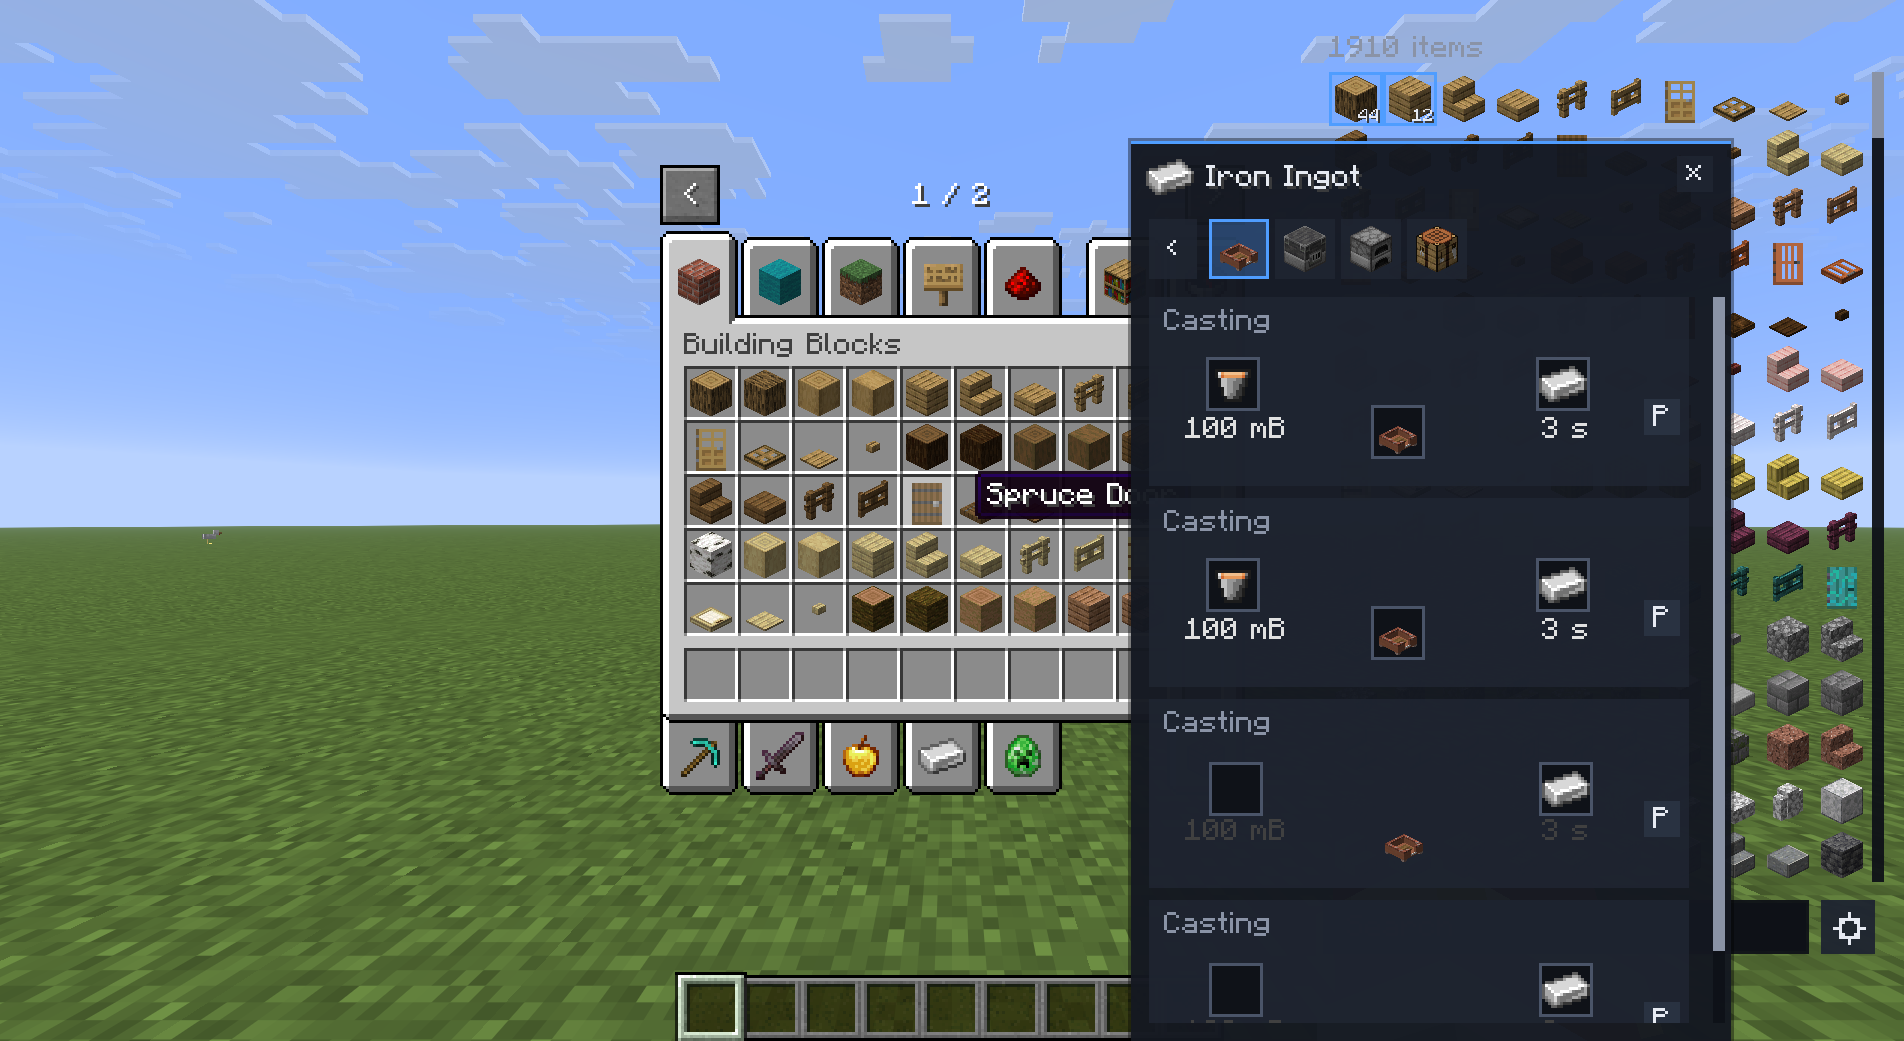 1910 items
44
12
<
1 / 2
Iron Ingot
×
<
Building Blocks
Casting
100 mB
3 s
P
Spruce Door
Casting
100 mB
3 s
P
Casting
100 mB
3 s
P
Casting
P